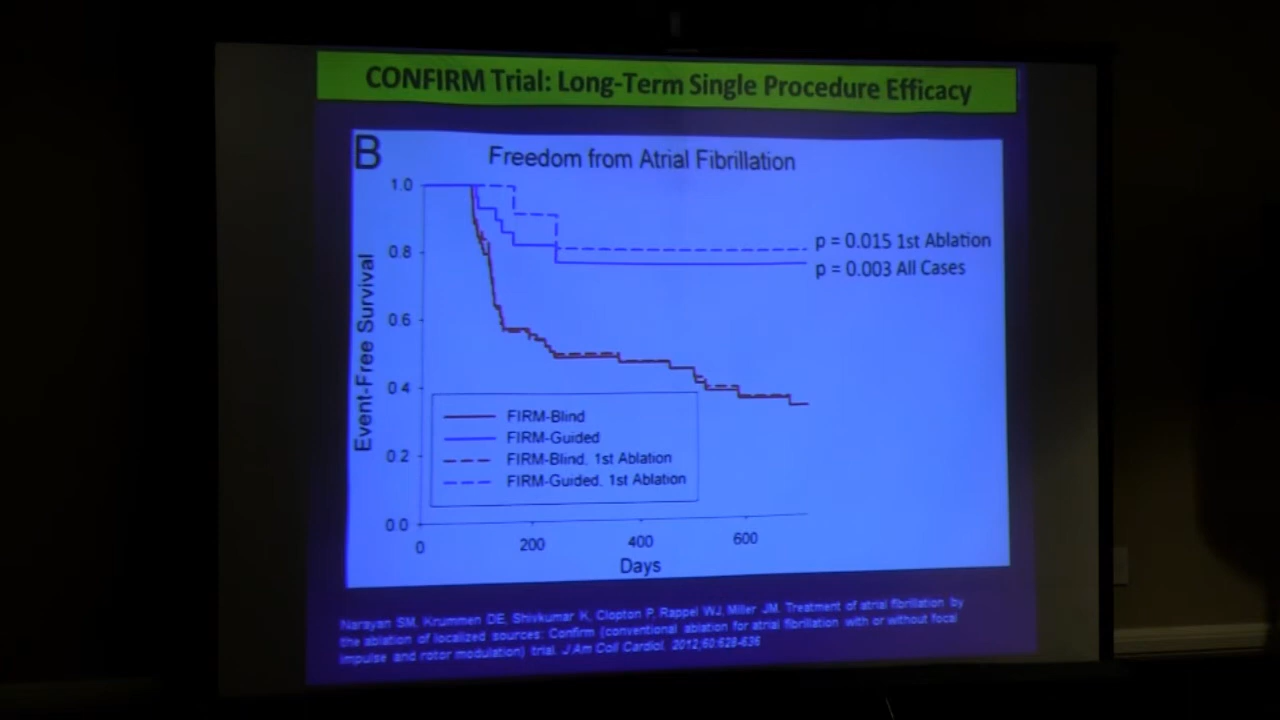 CONFIRM Trial: Long-Term Single Procedure Efficacy
B
Freedom from Atrial Fibrillation
Event-Free Survival
1.0
0.8
0.6
0.4
0.2
0.0
p = 0.015 1st Ablation
p = 0.003 All Cases
FIRM-Blind
FIRM-Guided
FIRM-Blind, 1st Ablation
FIRM-Guided, 1st Ablation
0
200
400
600
Days
Narayan SM, Krummen DE, Shivkumar K, Clopton P, Rappel WJ, Miller JM. Treatment of atrial fibrillation by
the ablation of localized sources: Confirm (conventional ablation for atrial fibrillation with or without focal
impulse and rotor modulation) trial. J Am Coll Cardiol. 2012;60:628-636